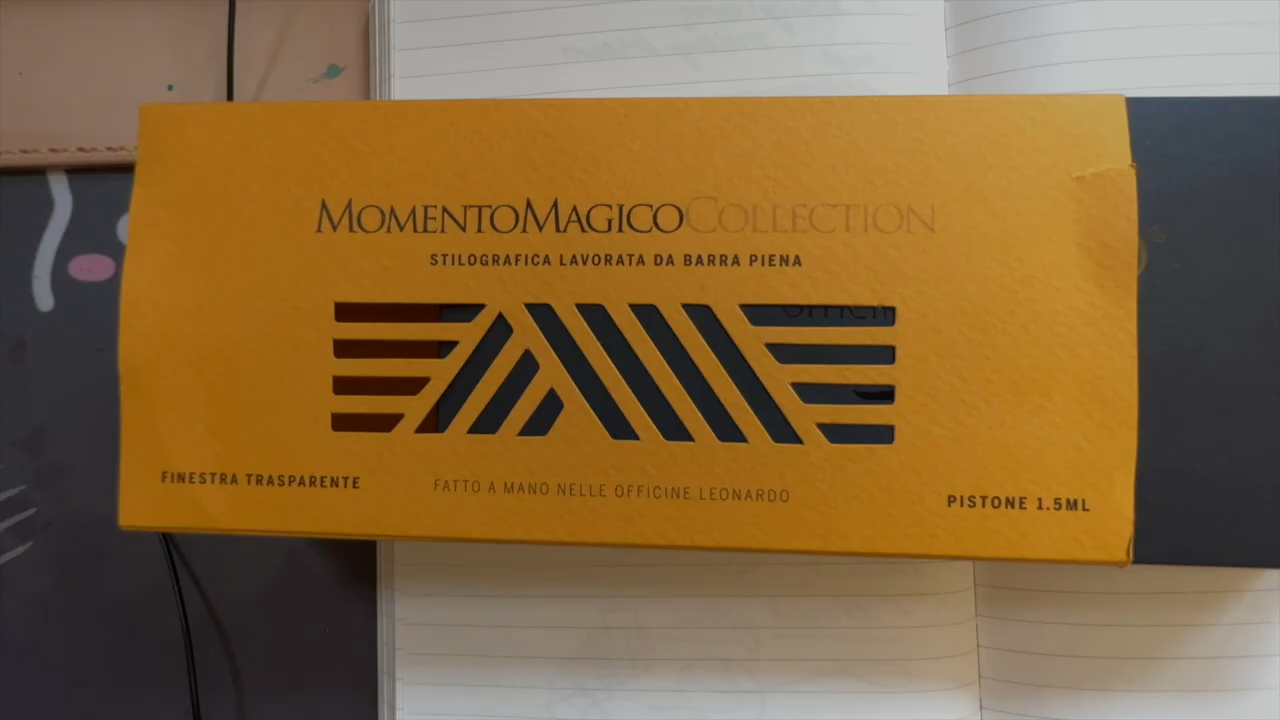 MOMENTOMAGICOCOLLECTION
STILOGRAFICA LAVORATA DA BARRA PIENA
FINESTRA TRASPARENTE
FATTO A MANO NELLE OFFICINE LEONARDO
PISTONE 1.5ML